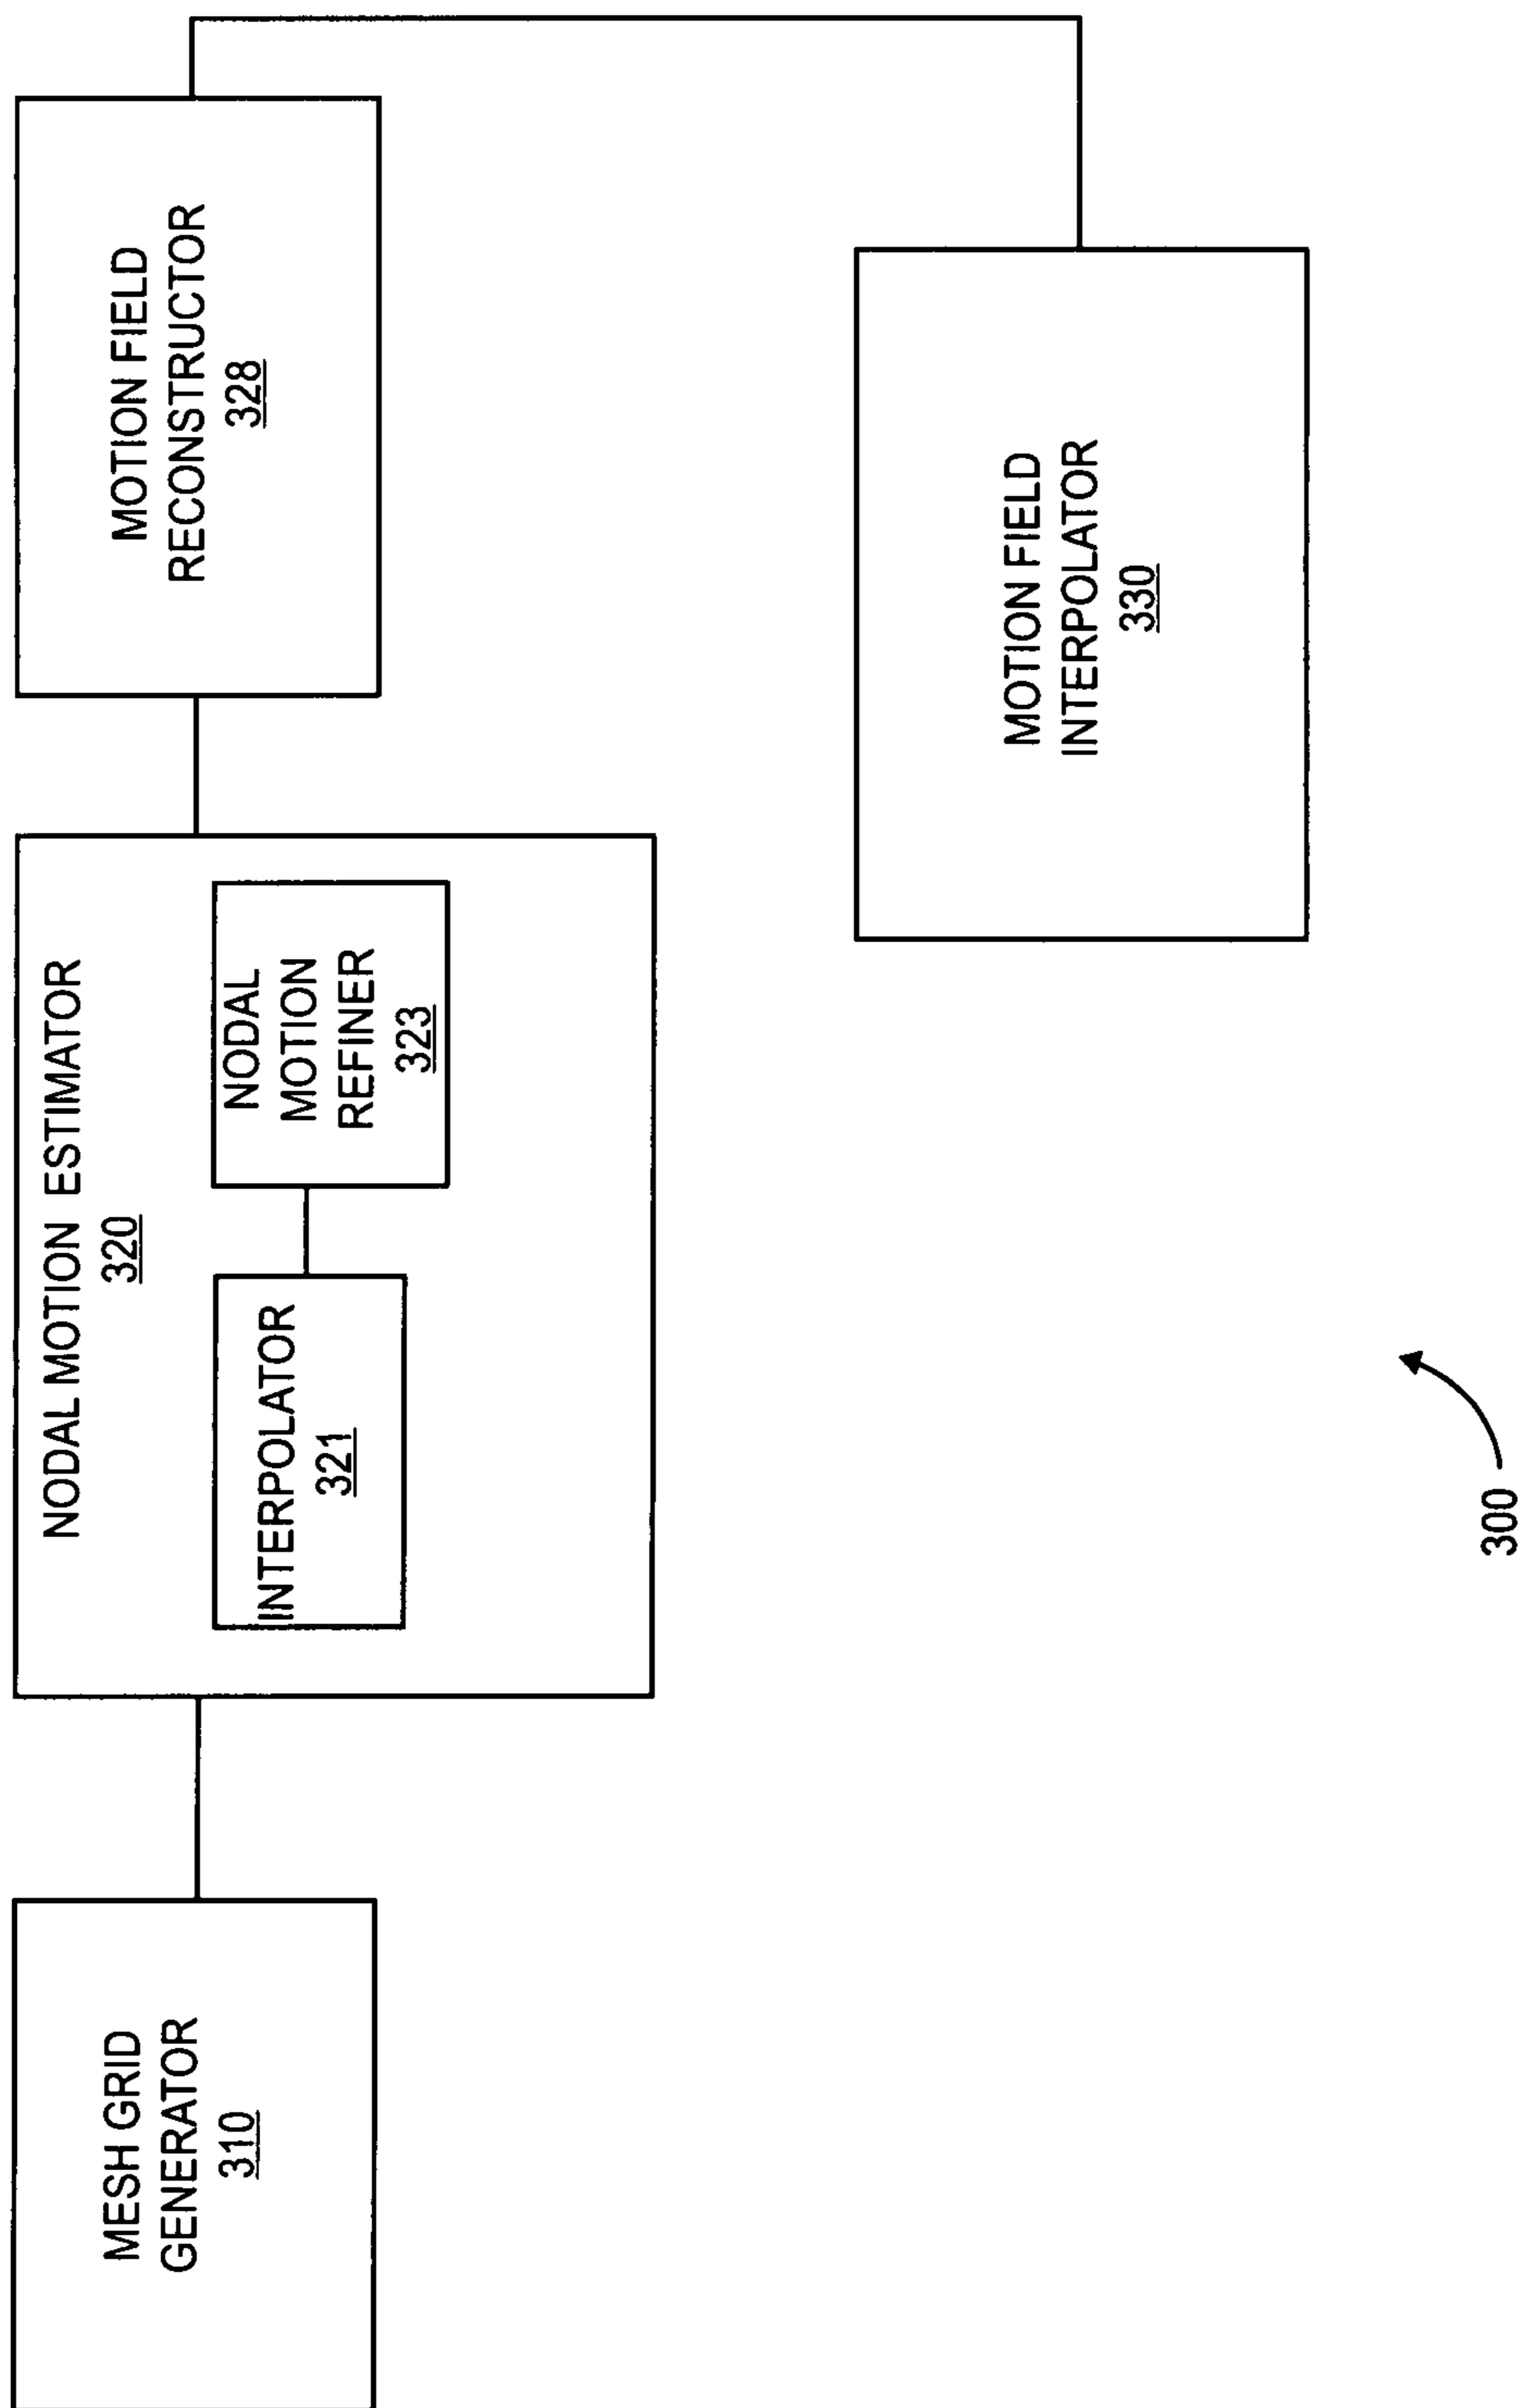 MESH GRID
GENERATOR
310
NODAL MOTION ESTIMATOR
320
INTERPOLATOR
321
NODAL
MOTION
REFINER
323
MOTION FIELD
RECONSTRUCTOR
328
MOTION FIELD
INTERPOLATOR
330
300